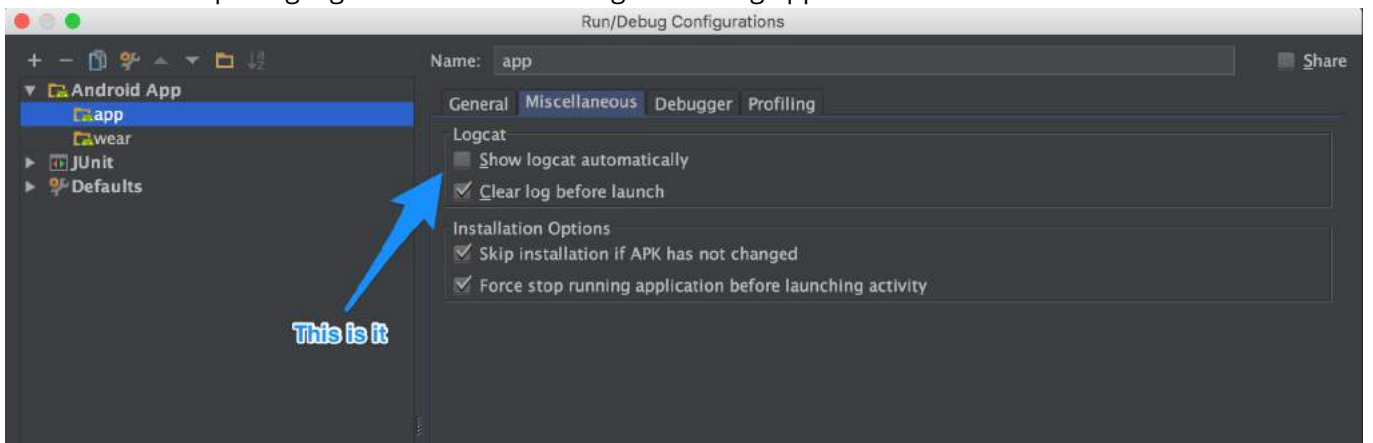 Run/Debug Configurations
Name: app
Share
Android App
app
wear
JUnit
Defaults
General Miscellaneous Debugger Profiling
Logcat
Show logcat automatically
Clear log before launch
Installation Options
Skip installation if APK has not changed
Force stop running application before launching activity
This is it